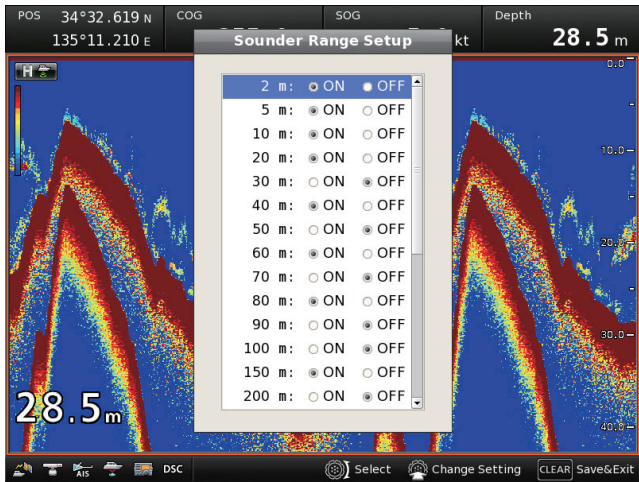 POS 34°32.619 N COG SOG Depth
135°11.210 E kt 28.5 m
Sounder Range Setup
H
0.0
2 m: ON OFF
5 m: ON OFF
10 m: ON OFF
10.0
20 m: ON OFF
30 m: ON OFF
40 m: ON OFF
50 m: ON OFF
20.0
60 m: ON OFF
70 m: ON OFF
80 m: ON OFF
90 m: ON OFF
30.0
100 m: ON OFF
150 m: ON OFF
200 m: ON OFF
28.5m
40.0
AIS DSC Select Change Setting CLEAR Save&Exit